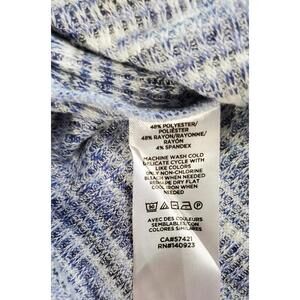 48% POLYESTER/
POLIÉSTER
48% RAYON/RAYONNE/
RAYÓN
4% SPANDEX
MACHINE WASH COLD
DELICATE CYCLE WITH
LIKE COLORS
ONLY NON-CHLORINE
BLEACH WHEN NEEDED
RESHAPE DRY FLAT
COOL IRON WHEN
NEEDED
AVEC DES COULEURS
SEMBLABLES/CON
COLORES SIMILARES
CA#57421
RN#140923